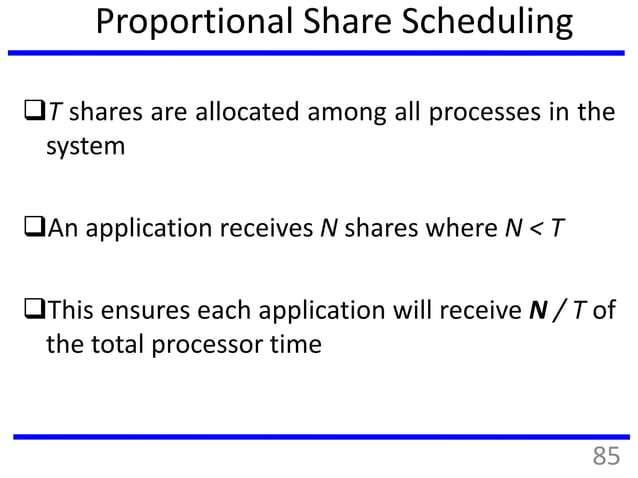 Proportional Share Scheduling
❑T shares are allocated among all processes in the
system
❑An application receives N shares where N < T
❑This ensures each application will receive N / T of
the total processor time
85